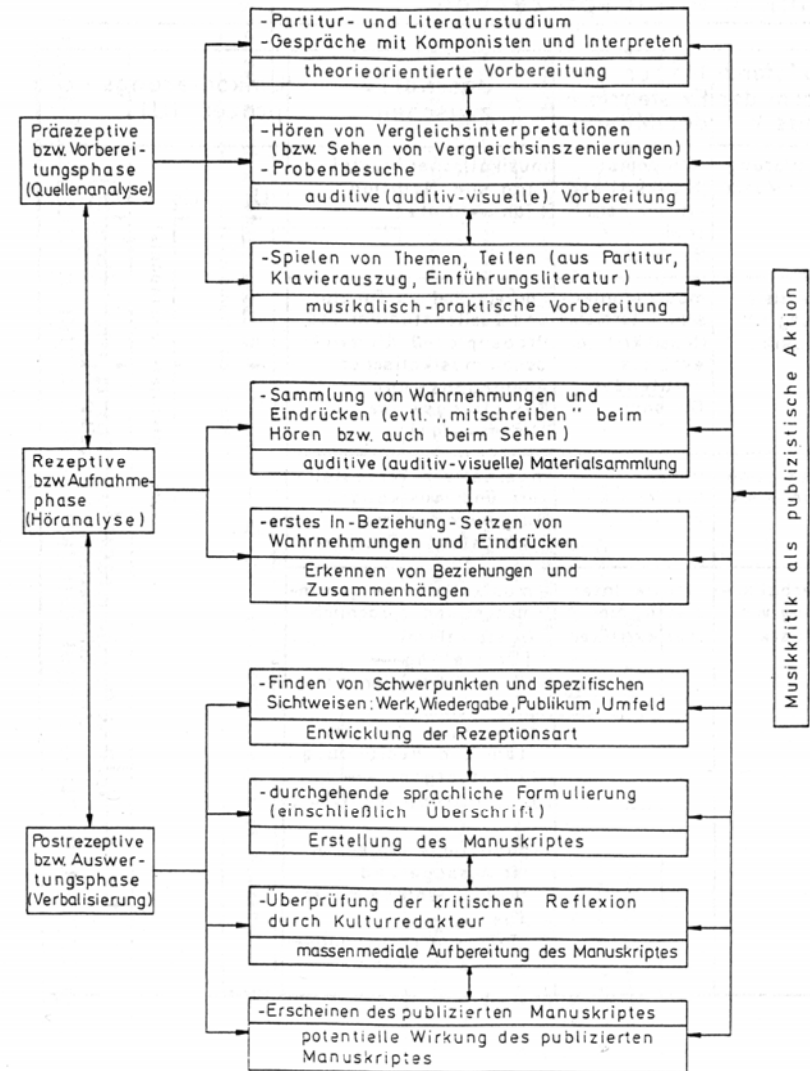 -Partitur- und Literaturstudium
-Gespräche mit Komponisten und Interpreten
theorieorientierte Vorbereitung
Prärezeptive
bzw. Vorberei-
tungsphase
(Quellenanalyse)
-Hören von Vergleichsinterpretationen
(bzw. Sehen von Vergleichsinszenierungen)
-Probenbesuche
auditive (auditiv-visuelle) Vorbereitung
-Spielen von Themen, Teilen (aus Partitur,
Klavierauszug, Einführungsliteratur)
musikalisch-praktische Vorbereitung
Rezeptive
bzw. Aufnahme-
phase
(Höranalyse)
-Sammlung von Wahrnehmungen und
Eindrücken (evtl. „mitschreiben" beim
Hören bzw. auch beim Sehen)
auditive (auditiv-visuelle) Materialsammlung
-erstes In-Beziehung-Setzen von
Wahrnehmungen und Eindrücken
Erkennen von Beziehungen und
Zusammenhängen
Postrezeptive
bzw. Auswer-
tungsphase
(Verbalisierung)
-Finden von Schwerpunkten und spezifischen
Sichtweisen: Werk, Wiedergabe, Publikum, Umfeld
Entwicklung der Rezeptionsart
-durchgehende sprachliche Formulierung
(einschließlich Überschrift)
Erstellung des Manuskriptes
-Überprüfung der kritischen Reflexion
durch Kulturredakteur
massenmediale Aufbereitung des Manuskriptes
-Erscheinen des publizierten Manuskriptes
potentielle Wirkung des publizierten
Manuskriptes
Musikkritik als publizistische Aktion